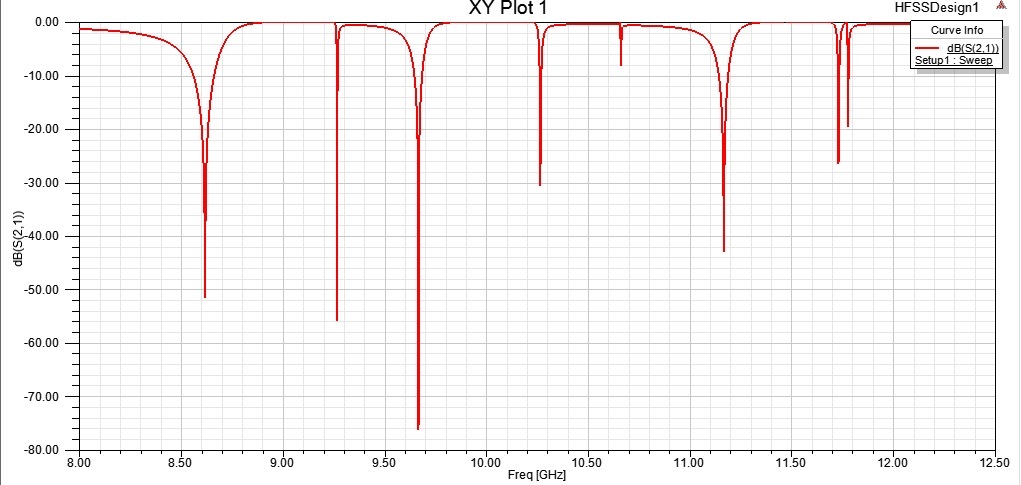 XY Plot 1
HFSSDesign1
Curve Info
dB(S(2,1))
Setup1 : Sweep
0.00
-10.00
-20.00
-30.00
-40.00
-50.00
-60.00
-70.00
-80.00
dB(S(2,1))
8.00 8.50 9.00 9.50 10.00 10.50 11.00 11.50 12.00 12.50
Freq [GHz]